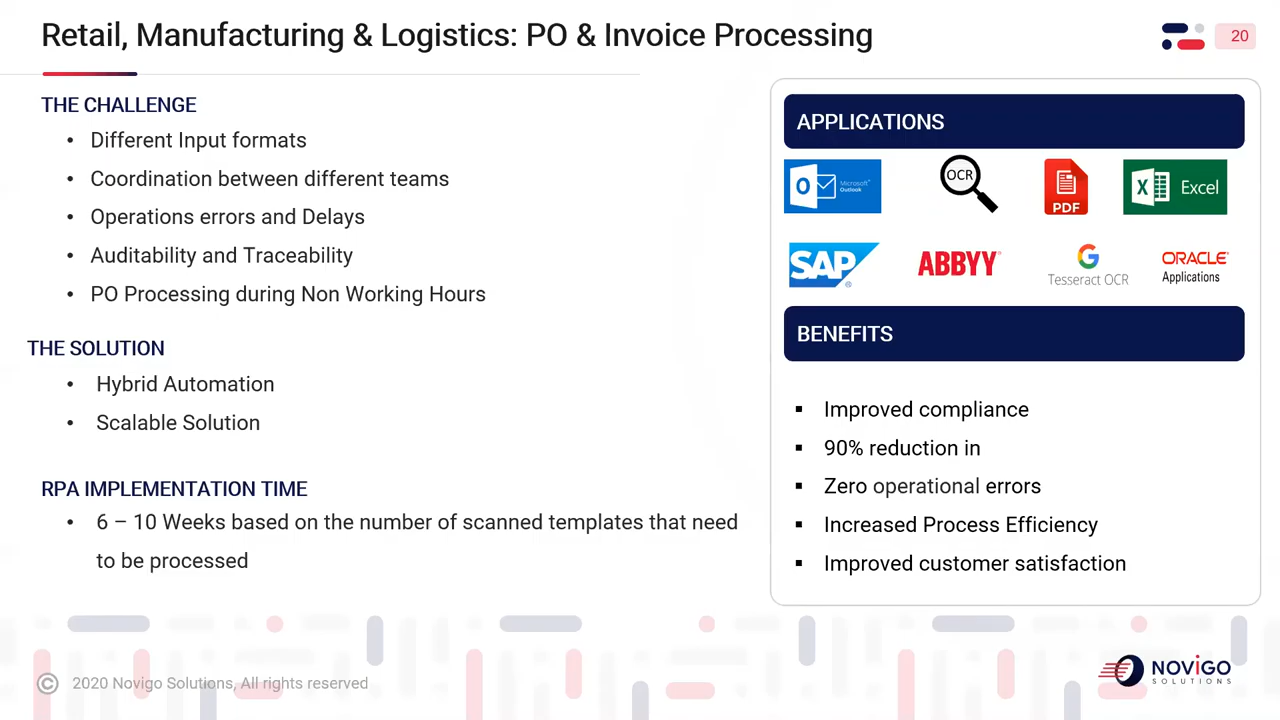 Retail, Manufacturing & Logistics: PO & Invoice Processing
20
THE CHALLENGE
• Different Input formats
• Coordination between different teams
• Operations errors and Delays
• Auditability and Traceability
• PO Processing during Non Working Hours
THE SOLUTION
• Hybrid Automation
• Scalable Solution
RPA IMPLEMENTATION TIME
• 6 – 10 Weeks based on the number of scanned templates that need
to be processed
APPLICATIONS
Microsoft Outlook
OCR
PDF
Excel
SAP
ABBYY
Tesseract OCR
ORACLE
Applications
BENEFITS
▪ Improved compliance
▪ 90% reduction in
▪ Zero operational errors
▪ Increased Process Efficiency
▪ Improved customer satisfaction
© 2020 Novigo Solutions, All rights reserved
NOVIGO
SOLUTIONS